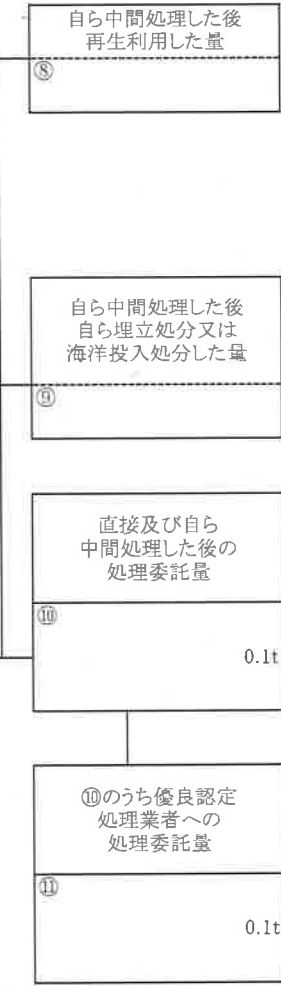 自ら中間処理した後
再生利用した量
⑧
自ら中間処理した後
自ら埋立処分又は
海洋投入処分した量
⑨
直接及び自ら
中間処理した後の
処理委託量
⑩
0.1t
⑩のうち優良認定
処理業者への
処理委託量
⑪
0.1t